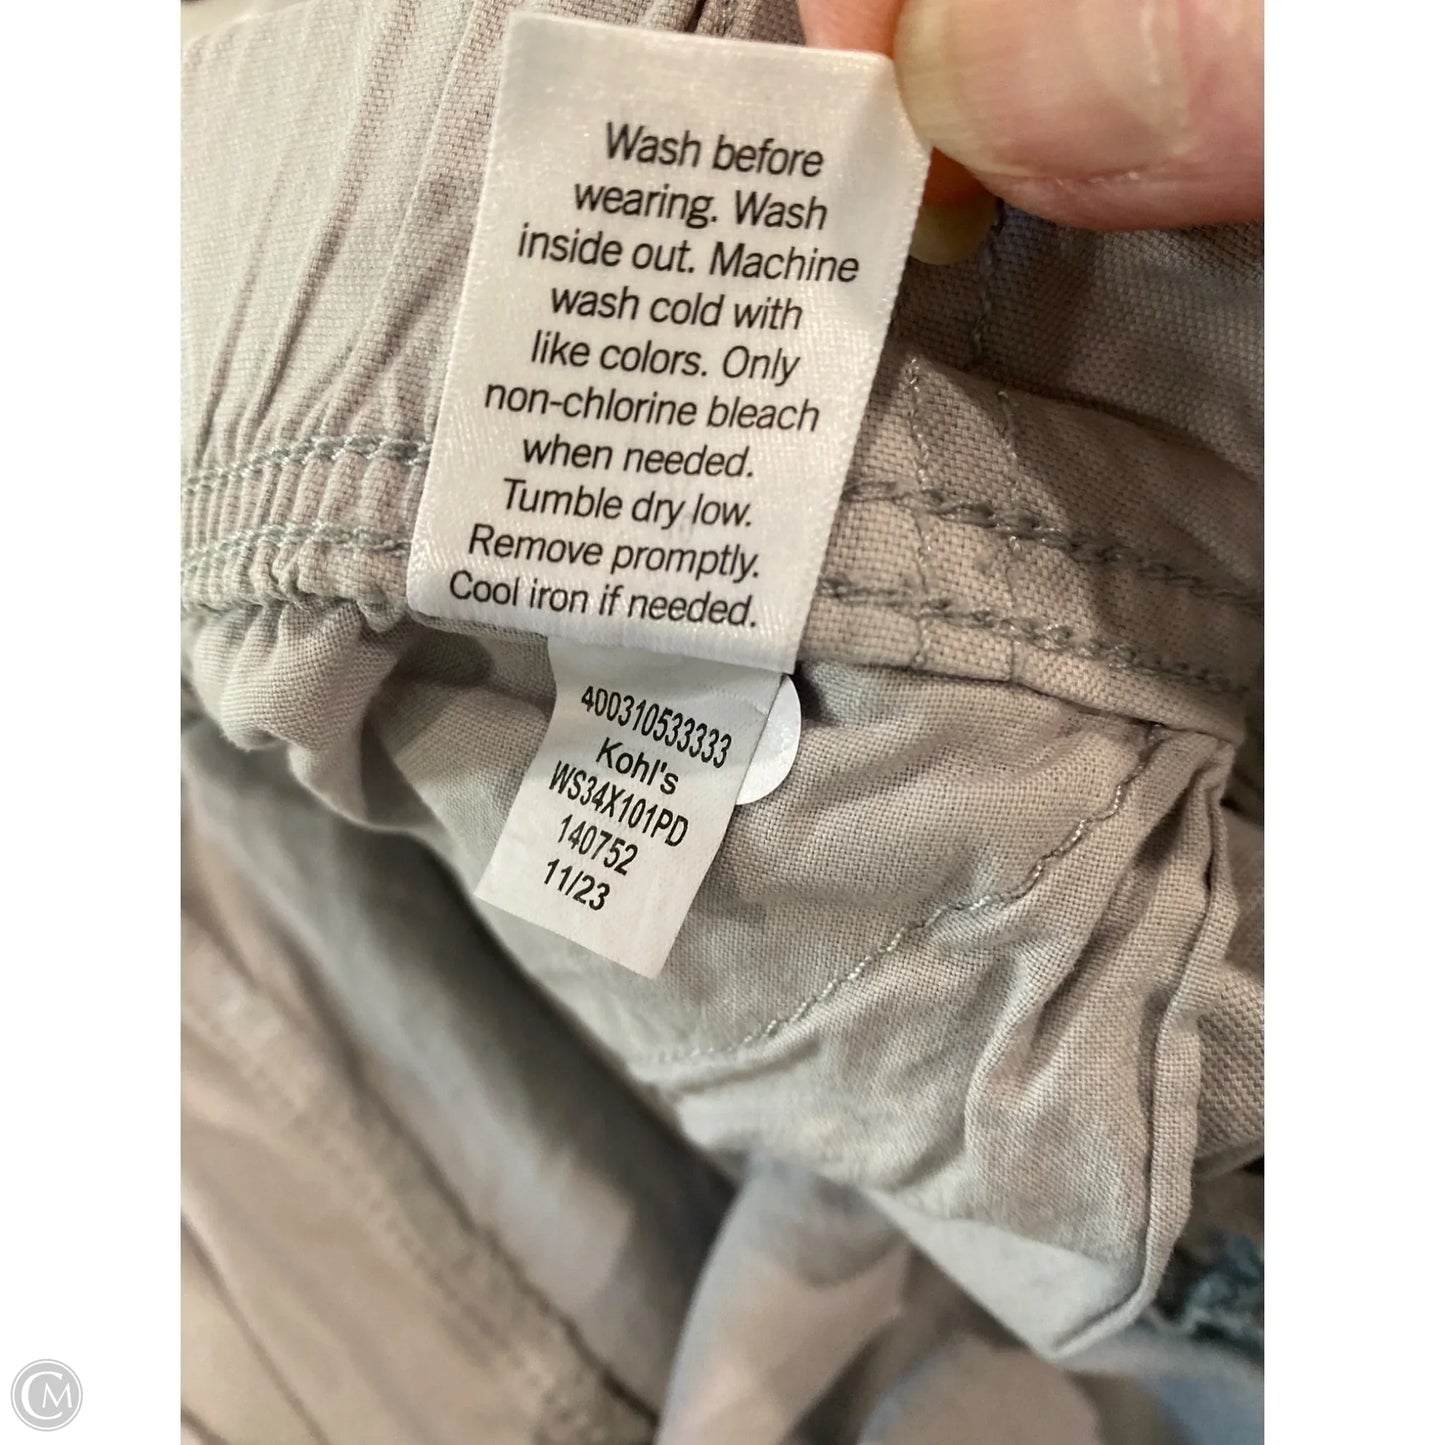 Wash before
wearing. Wash
inside out. Machine
wash cold with
like colors. Only
non-chlorine bleach
when needed.
Tumble dry low.
Remove promptly.
Cool iron if needed.
400310533333
Kohl's
WS34X101PD
140752
11/23
CM